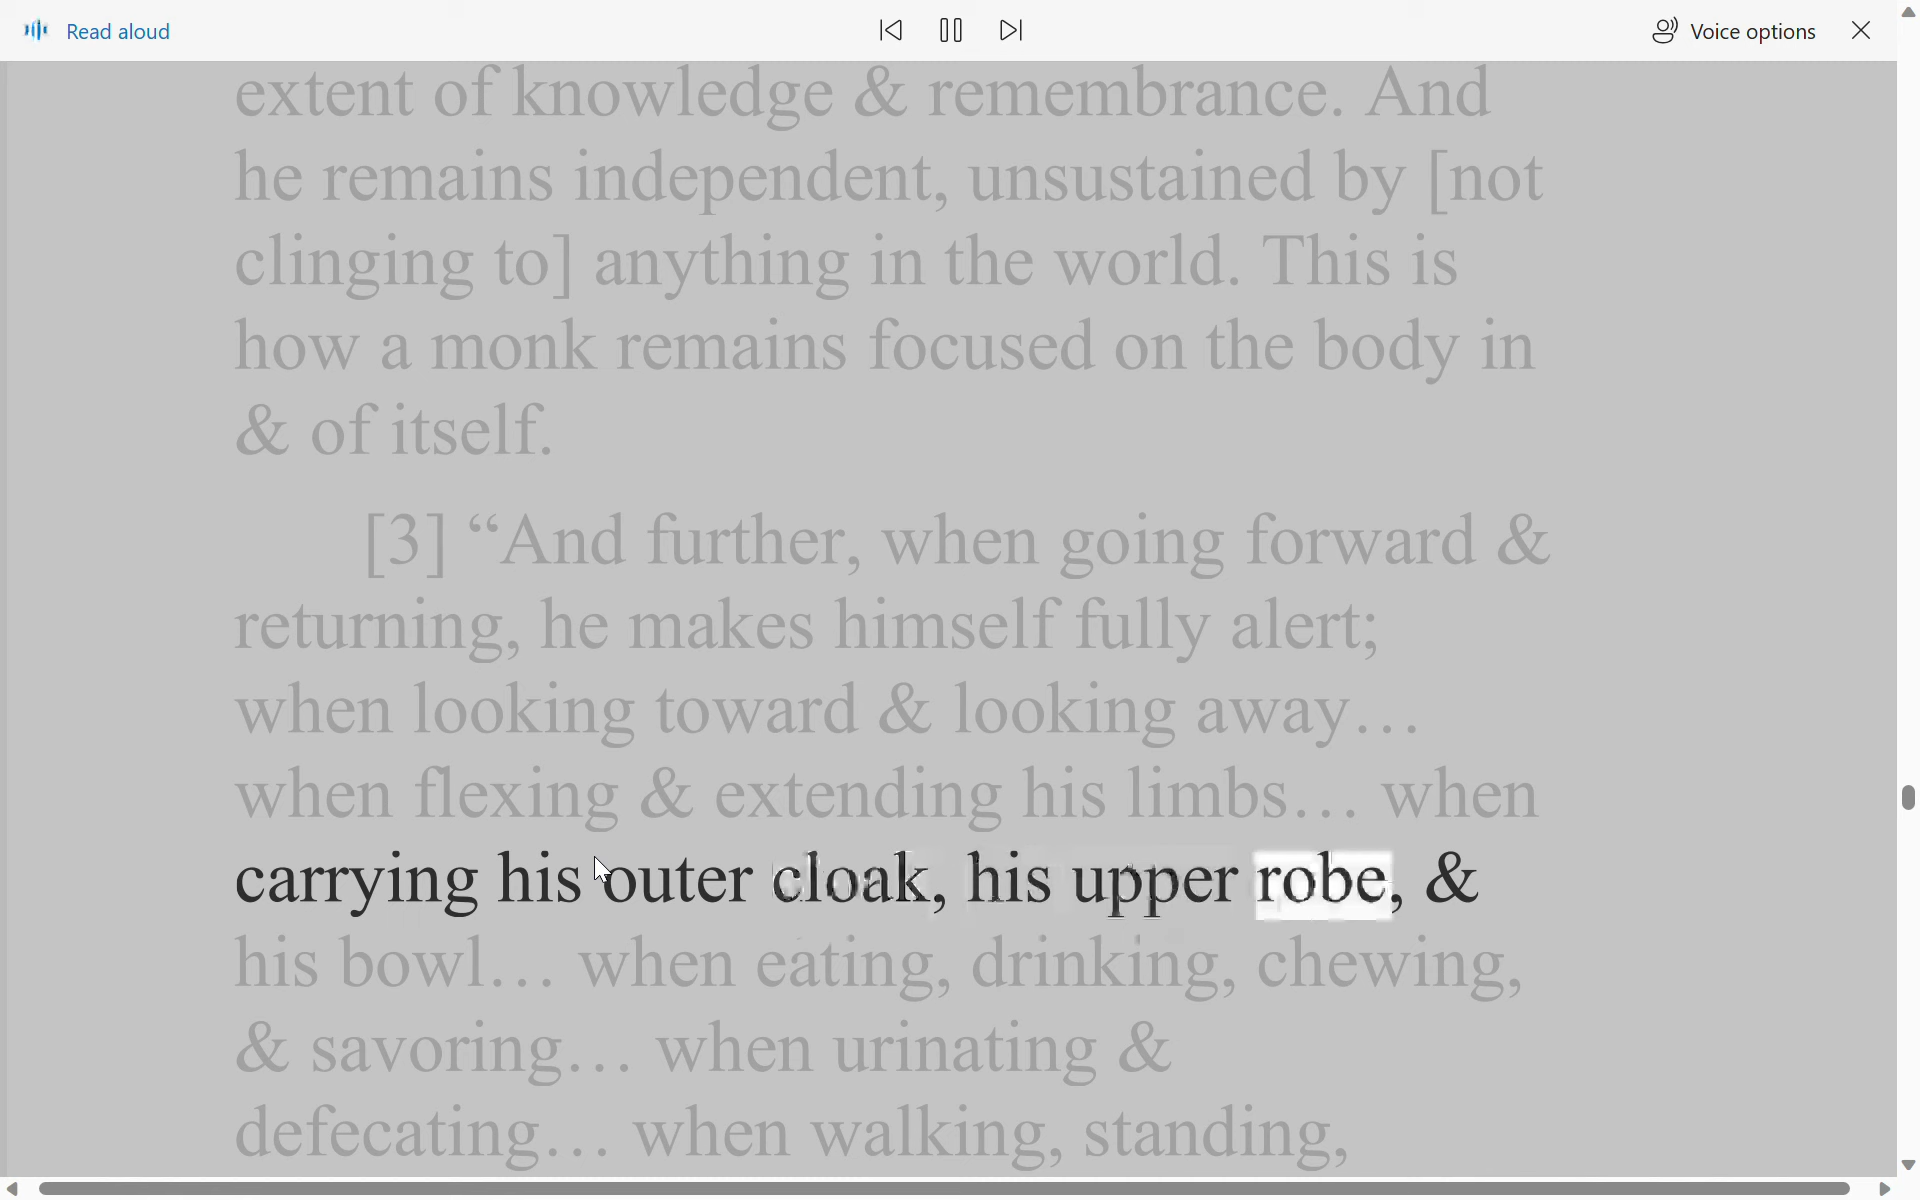 Read aloud
Voice options
extent of knowledge & remembrance. And
he remains independent, unsustained by [not
clinging to] anything in the world. This is
how a monk remains focused on the body in
& of itself.
[3] “And further, when going forward &
returning, he makes himself fully alert;
when looking toward & looking away…
when flexing & extending his limbs… when
carrying his outer cloak, his upper robe, &
his bowl… when eating, drinking, chewing,
& savoring… when urinating &
defecating… when walking, standing,